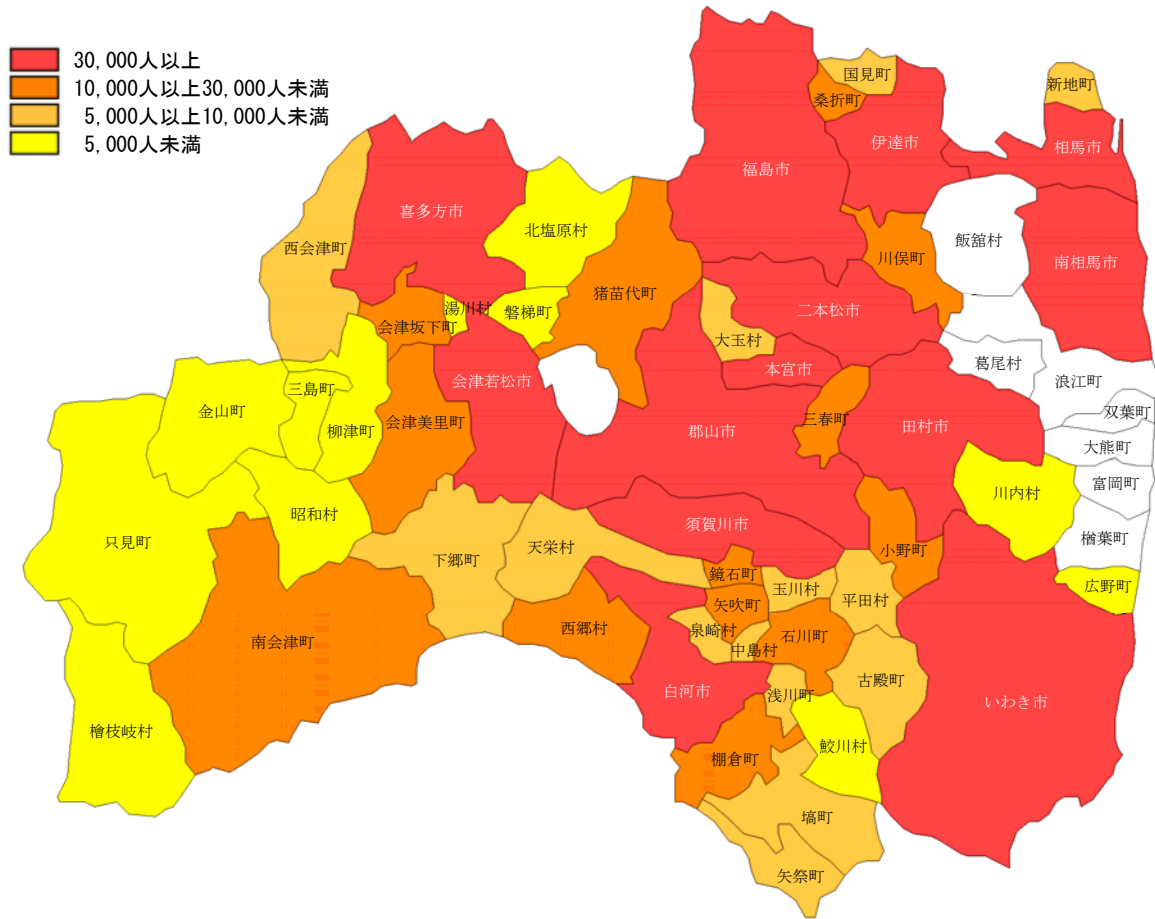 30,000人以上
10,000人以上30,000人未満
5,000人以上10,000人未満
5,000人未満
国見町
新地町
桑折町
伊達市
相馬市
福島市
喜多方市
北塩原村
飯舘村
西会津町
川俣町
南相馬市
猪苗代町
湯川村
磐梯町
二本松市
会津坂下町
大玉村
葛尾村
本宮市
会津若松市
浪江町
三島町
双葉町
金山町
会津美里町
三春町
田村市
柳津町
郡山市
大熊町
富岡町
川内村
昭和村
須賀川市
楢葉町
只見町
天栄村
小野町
下郷町
鏡石町
広野町
玉川村
平田村
矢吹町
泉崎村
石川町
南会津町
西郷村
中島村
古殿町
白河市
浅川町
いわき市
檜枝岐村
鮫川村
棚倉町
塙町
矢祭町